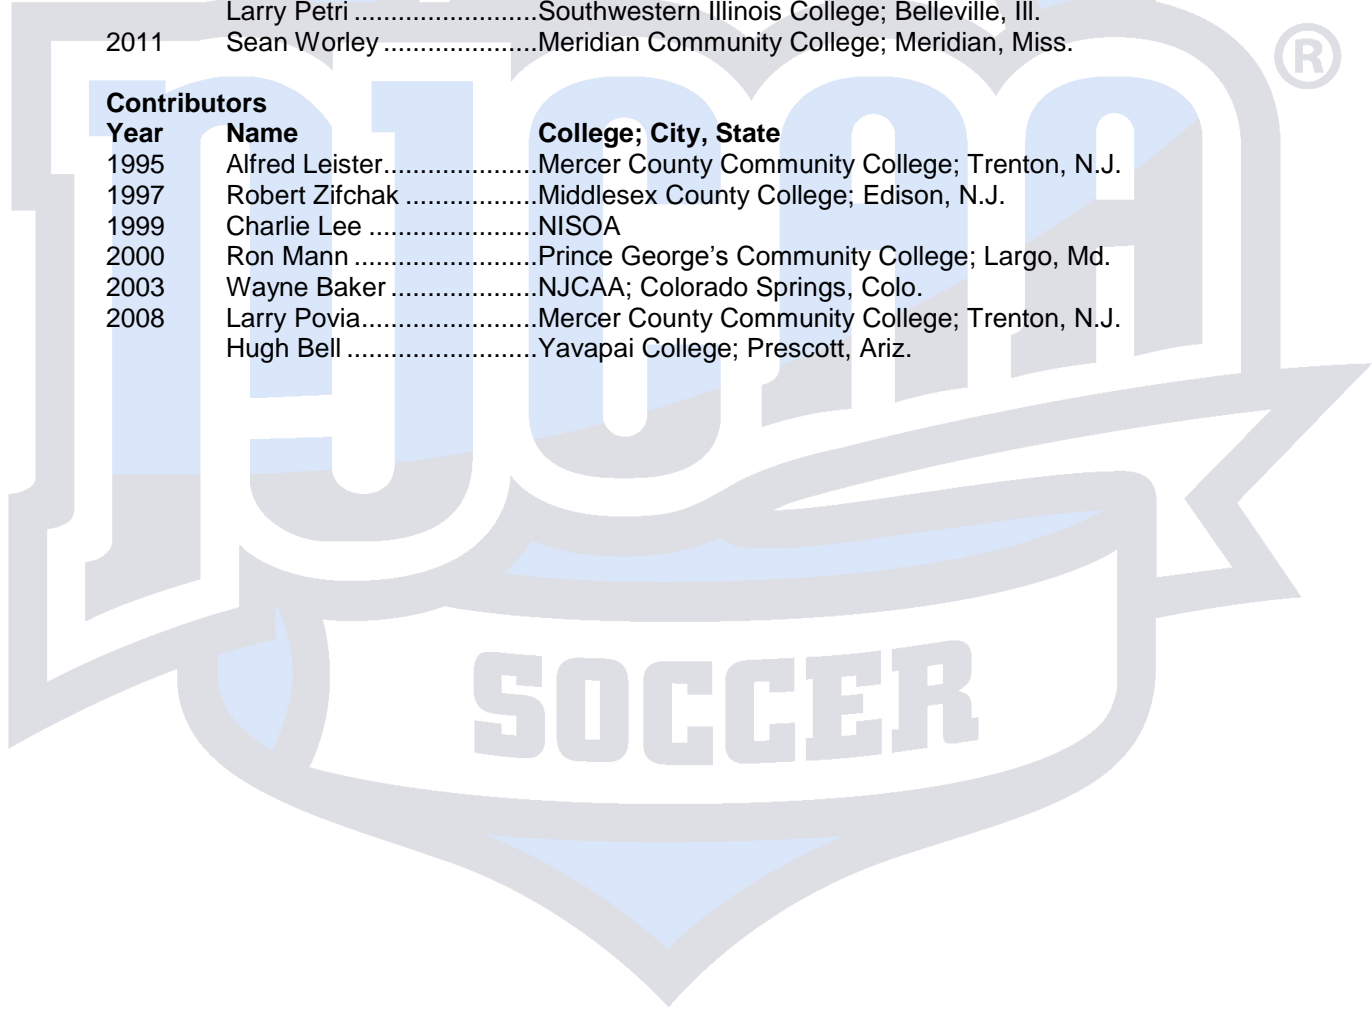 Larry Petri .........................Southwestern Illinois College; Belleville, Ill.
2011 Sean Worley .....................Meridian Community College; Meridian, Miss.
Contributors
Year Name College; City, State
1995 Alfred Leister.....................Mercer County Community College; Trenton, N.J.
1997 Robert Zifchak ..................Middlesex County College; Edison, N.J.
1999 Charlie Lee .......................NISOA
2000 Ron Mann .........................Prince George’s Community College; Largo, Md.
2003 Wayne Baker ....................NJCAA; Colorado Springs, Colo.
2008 Larry Povia........................Mercer County Community College; Trenton, N.J.
Hugh Bell ..........................Yavapai College; Prescott, Ariz.
NJCAA ®
SOCCER